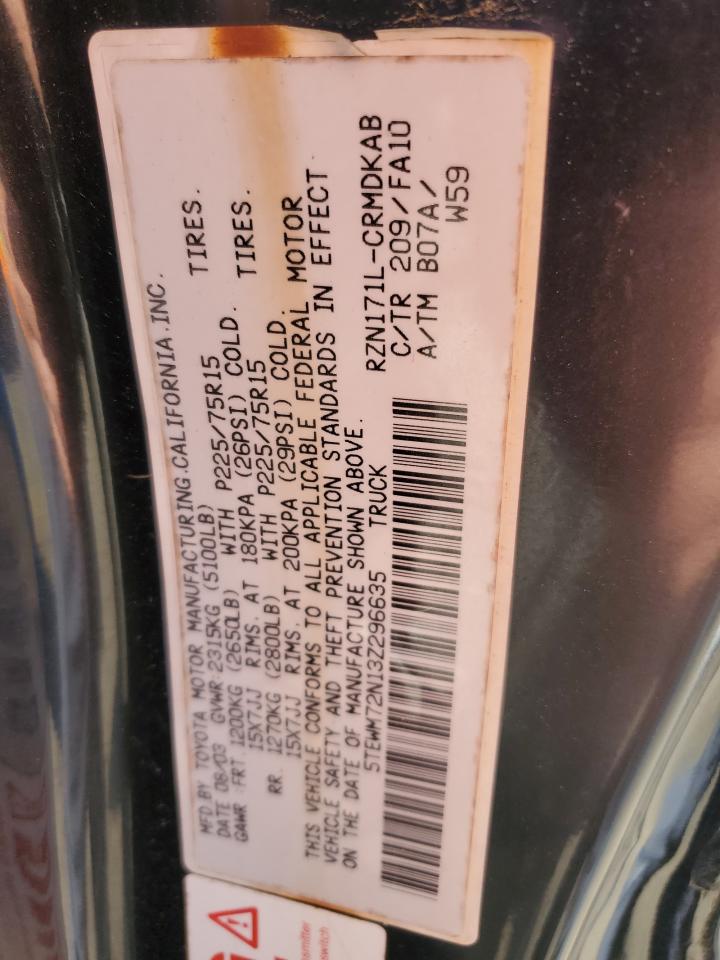 MFD BY TOYOTA MOTOR MANUFACTURING.CALIFORNIA.INC.
DATE 08/03 GVWR 2315KG (5100LB)
GAWR FRT 1200KG (2650LB) WITH P225/75R15 TIRES.
15X7JJ RIMS. AT 180KPA (26PSI) COLD.
RR. 1270KG (2800LB) WITH P225/75R15 TIRES.
15X7JJ RIMS. AT 200KPA (29PSI) COLD.
THIS VEHICLE CONFORMS TO ALL APPLICABLE FEDERAL MOTOR
VEHICLE SAFETY AND THEFT PREVENTION STANDARDS IN EFFECT
ON THE DATE OF MANUFACTURE SHOWN ABOVE.
5TEWM72N13Z296635 TRUCK
RZN171L-CRMDKAB
C/TR 209/FA10
A/TM B07A/
W59
switch